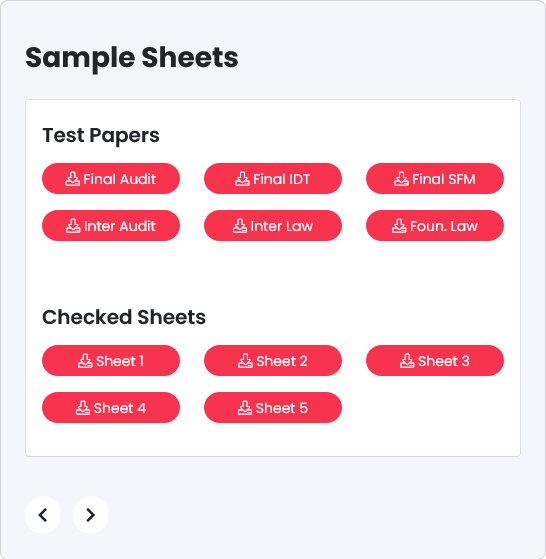 Sample Sheets
Test Papers
Final Audit
Final IDT
Final SFM
Inter Audit
Inter Law
Foun. Law
Checked Sheets
Sheet 1
Sheet 2
Sheet 3
Sheet 4
Sheet 5